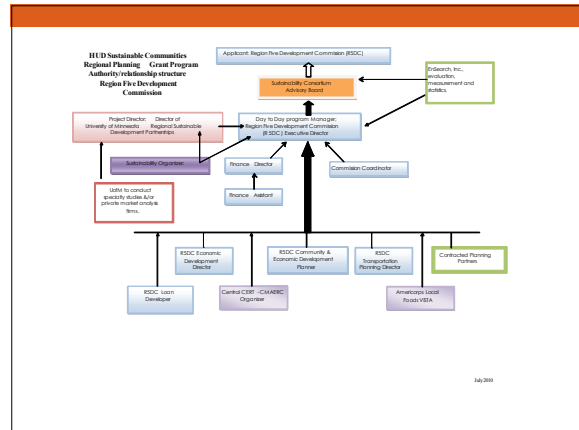 HUD Sustainable Communities
Regional Planning Grant Program
Authority/relationship structure
Region Five Development
Commission
Applicant: Region Five Development Commission (R5DC)
Sustainability Consortium
Advisory Board
EnSearch, Inc.,
evaluation,
measurement and
statistics.
Project Director: Director of
University of Minnesota Regional Sustainable
Development Partnerships
Day to Day program Manager:
Region Five Development Commission
(R5DC) Executive Director
Sustainability Organizer
Finance Director
Commission Coordinator
UofM to conduct
specialty studies &/or
private market analysis
firms.
Finance Assistant
R5DC Economic
Development
Director
R5DC Community &
Economic Development
Planner
R5DC
Transportation
Planning Director
Contracted Planning
Partners
R5DC Loan
Developer
Central CERT -CMAERC
Organizer
Americorps Local
Foods VISTA
July 2010